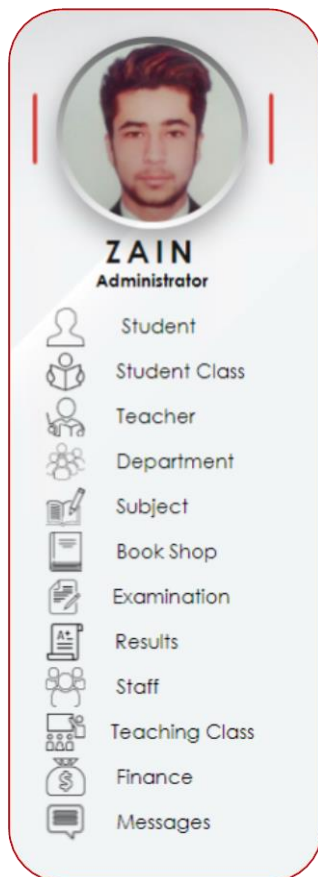 ZAIN
Administrator
Student
Student Class
Teacher
Department
Subject
Book Shop
Examination
A+
Results
Staff
Teaching Class
$
Finance
Messages